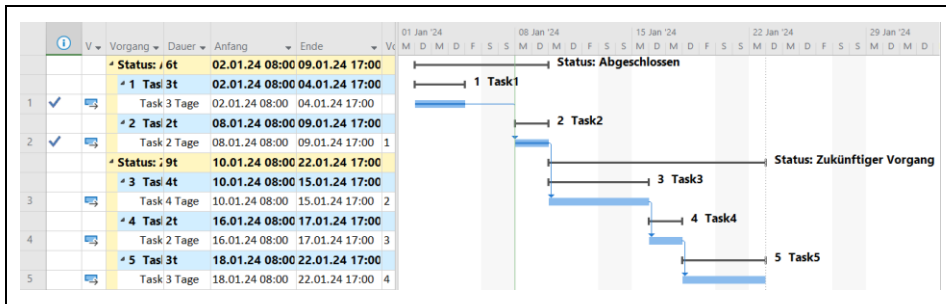 01 Jan '24 08 Jan '24 15 Jan '24 22 Jan '24 29 Jan '24
V Vorgang Dauer Anfang Ende Vo M D M D F S S M D M D F S S M D M D F S S M D M D F S S M D M D
Status: 6t 02.01.24 08:00 09.01.24 17:00 Status: Abgeschlossen
1 Tas 3t 02.01.24 08:00 04.01.24 17:00 1 Task1
1 Task 3 Tage 02.01.24 08:00 04.01.24 17:00
2 Tas 2t 08.01.24 08:00 09.01.24 17:00 2 Task2
2 Task 2 Tage 08.01.24 08:00 09.01.24 17:00 1
Status: 9t 10.01.24 08:00 22.01.24 17:00 Status: Zukünftiger Vorgang
3 Tas 4t 10.01.24 08:00 15.01.24 17:00 3 Task3
3 Task 4 Tage 10.01.24 08:00 15.01.24 17:00 2
4 Tas 2t 16.01.24 08:00 17.01.24 17:00 4 Task4
4 Task 2 Tage 16.01.24 08:00 17.01.24 17:00 3
5 Tas 3t 18.01.24 08:00 22.01.24 17:00 5 Task5
5 Task 3 Tage 18.01.24 08:00 22.01.24 17:00 4